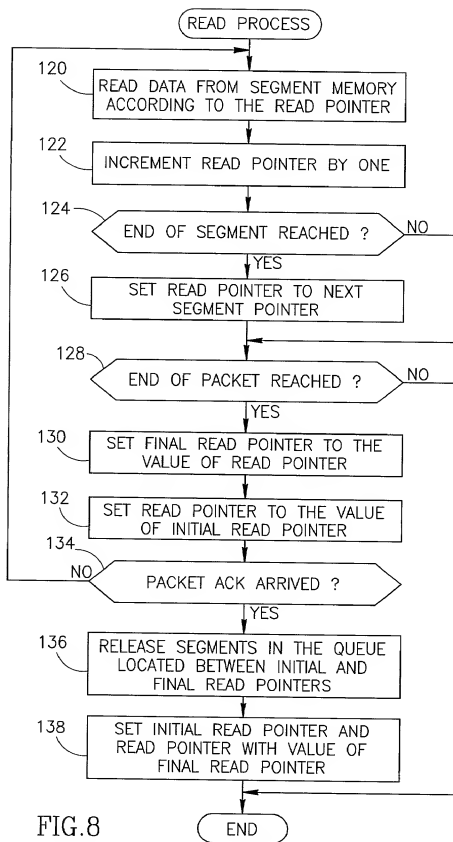 READ PROCESS
120
READ DATA FROM SEGMENT MEMORY
ACCORDING TO THE READ POINTER
122
INCREMENT READ POINTER BY ONE
124
END OF SEGMENT REACHED ?
NO
YES
126
SET READ POINTER TO NEXT
SEGMENT POINTER
128
END OF PACKET REACHED ?
NO
YES
130
SET FINAL READ POINTER TO THE
VALUE OF READ POINTER
132
SET READ POINTER TO THE VALUE
OF INITIAL READ POINTER
134
NO
PACKET ACK ARRIVED ?
YES
136
RELEASE SEGMENTS IN THE QUEUE
LOCATED BETWEEN INITIAL AND
FINAL READ POINTERS
138
SET INITIAL READ POINTER AND
READ POINTER WITH VALUE OF
FINAL READ POINTER
FIG.8
END